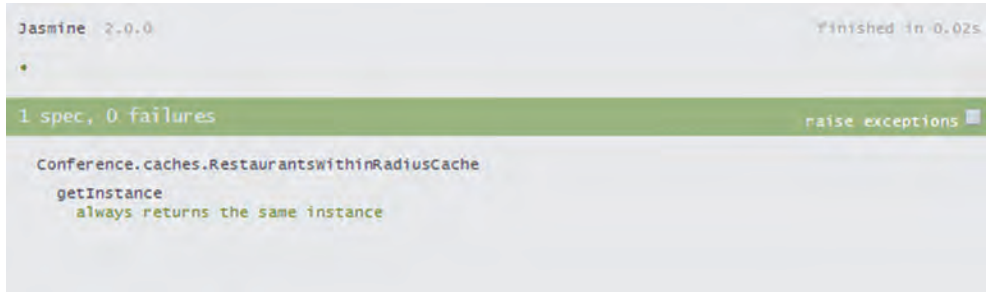 Jasmine 2.0.0 finished in 0.02s
•
1 spec, 0 failures raise exceptions
Conference.caches.RestaurantsWithinRadiusCache
getInstance
always returns the same instance